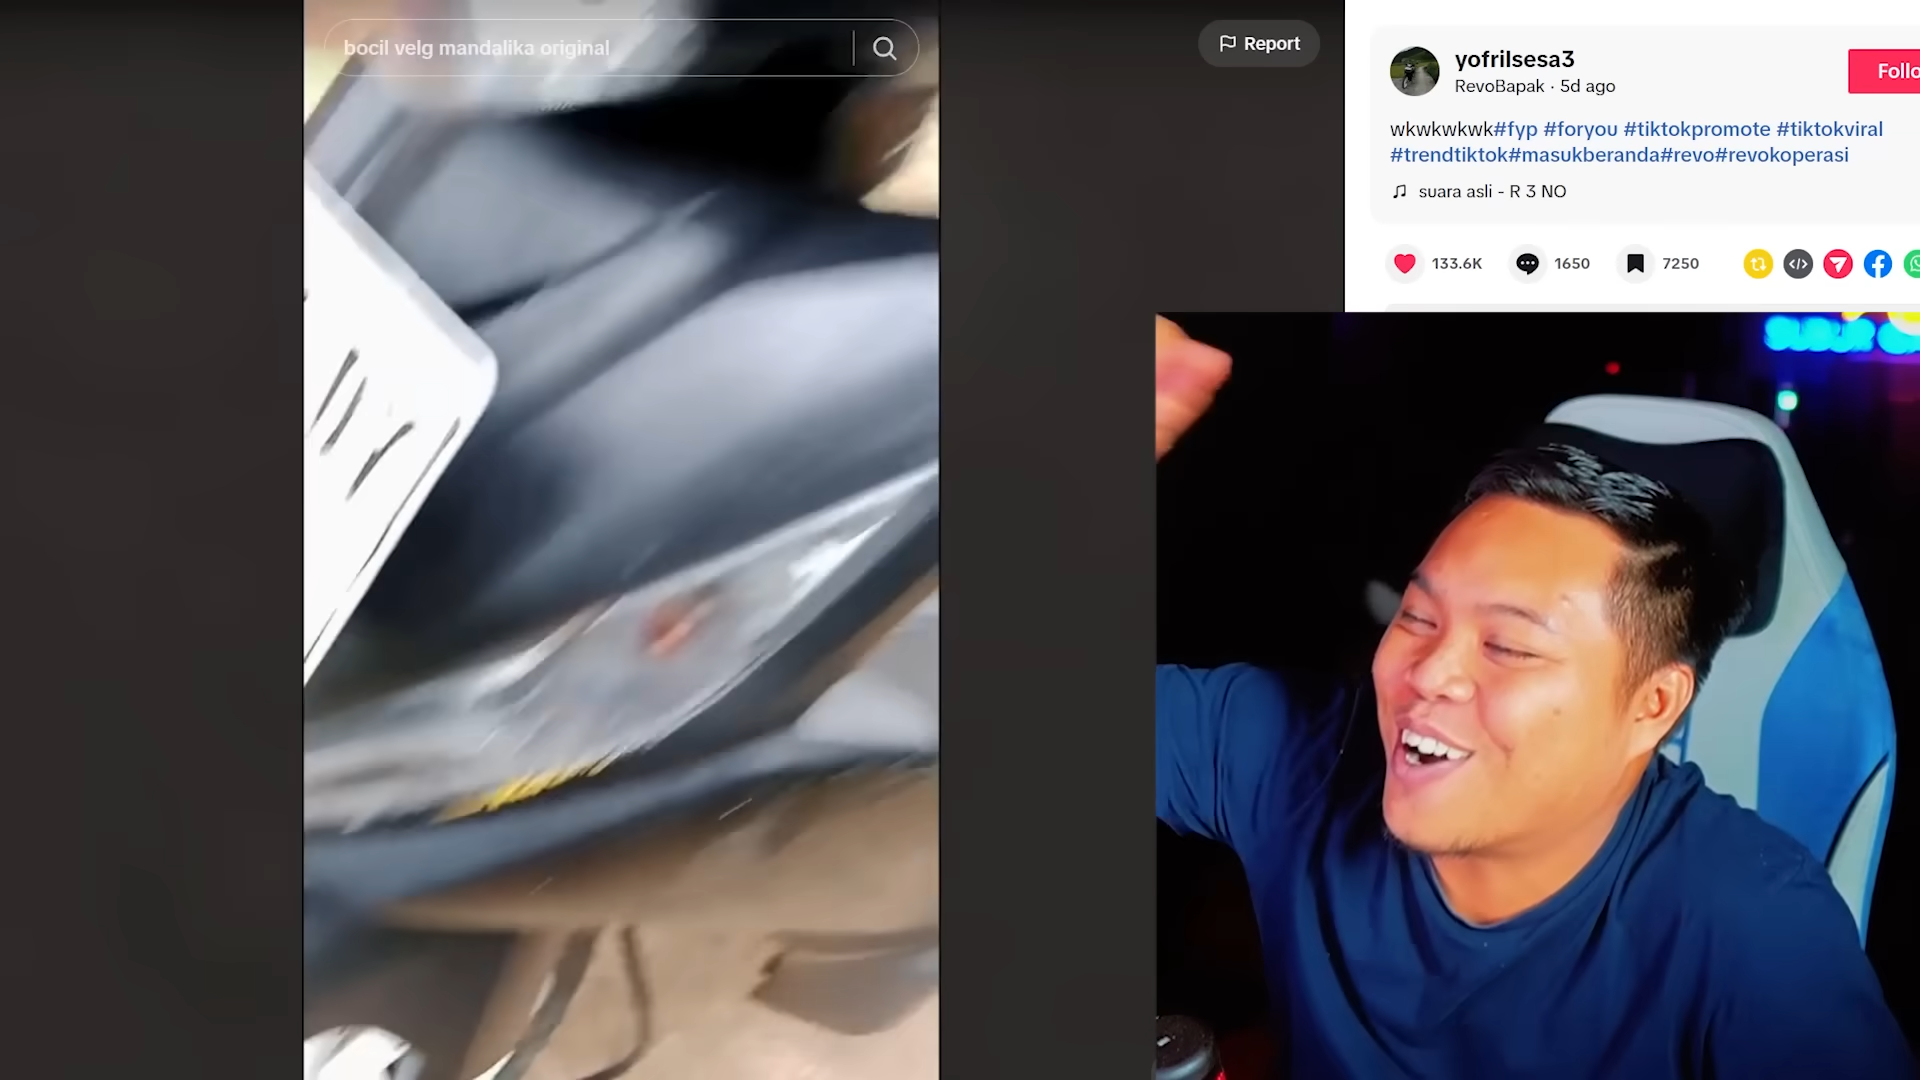 bocil velg mandalika original
Report
yofrilsesa3
RevoBapak · 5d ago
Follo
wkwkwkwk#fyp #foryou #tiktokpromote #tiktokviral
#trendtiktok#masukberanda#revo#revokoperasi
suara asli - R 3 NO
133.6K
1650
7250